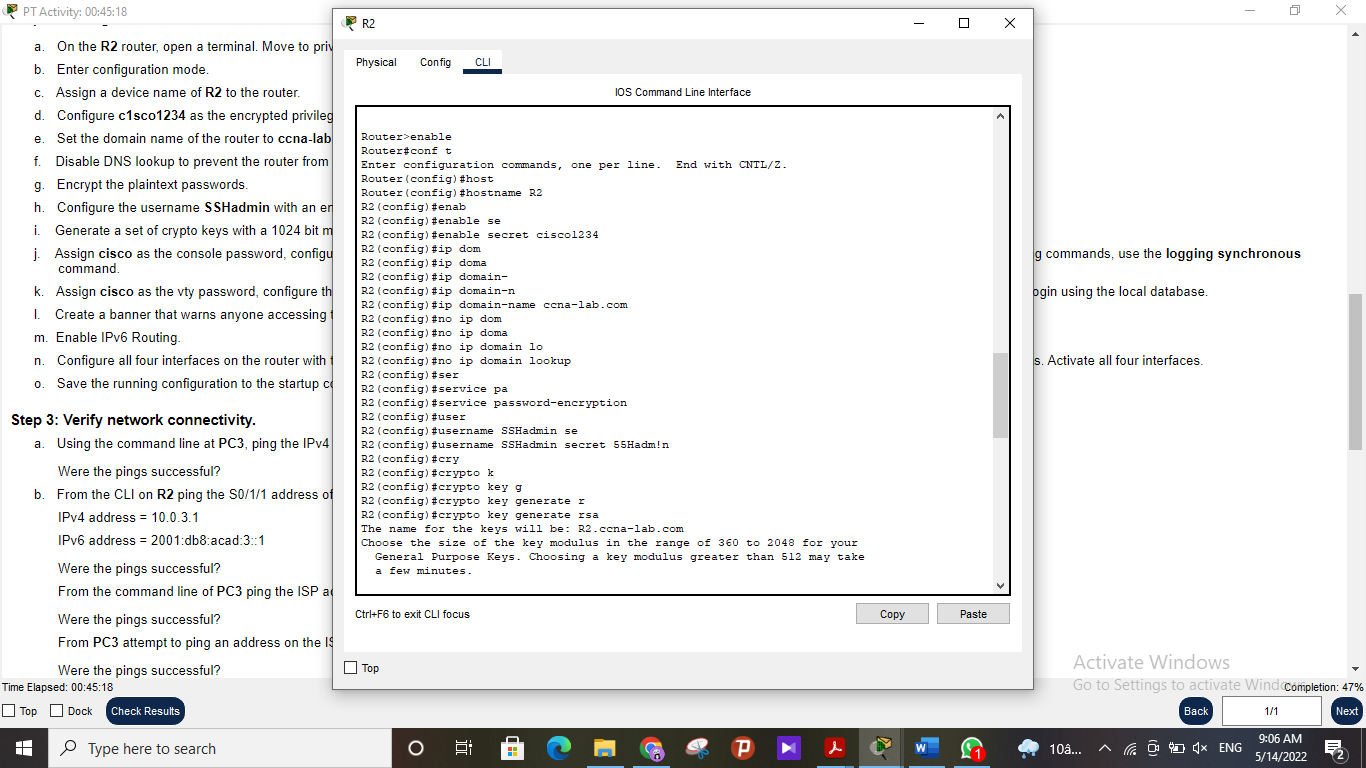 PT Activity: 00:45:18
a. On the R2 router, open a terminal. Move to priv
b. Enter configuration mode.
c. Assign a device name of R2 to the router.
d. Configure c1sco1234 as the encrypted privileg
e. Set the domain name of the router to ccna-lab
f. Disable DNS lookup to prevent the router from
g. Encrypt the plaintext passwords.
h. Configure the username SSHadmin with an en
i. Generate a set of crypto keys with a 1024 bit m
j. Assign cisco as the console password, configu
g commands, use the logging synchronous
command.
k. Assign cisco as the vty password, configure th
ogin using the local database.
l. Create a banner that warns anyone accessing
m. Enable IPv6 Routing.
n. Configure all four interfaces on the router with
s. Activate all four interfaces.
o. Save the running configuration to the startup co
Step 3: Verify network connectivity.
a. Using the command line at PC3, ping the IPv4
Were the pings successful?
b. From the CLI on R2 ping the S0/1/1 address of
IPv4 address = 10.0.3.1
IPv6 address = 2001:db8:acad:3::1
Were the pings successful?
From the command line of PC3 ping the ISP a
Were the pings successful?
From PC3 attempt to ping an address on the IS
Were the pings successful?
Time Elapsed: 00:45:18
Completion: 47%
Top
Dock
Check Results
Back
1/1
Next
R2
Physical
Config
CLI
IOS Command Line Interface
Router>enable
Router#conf t
Enter configuration commands, one per line. End with CNTL/Z.
Router(config)#host
Router(config)#hostname R2
R2(config)#enab
R2(config)#enable se
R2(config)#enable secret cisco1234
R2(config)#ip dom
R2(config)#ip doma
R2(config)#ip domain-
R2(config)#ip domain-n
R2(config)#ip domain-name ccna-lab.com
R2(config)#no ip dom
R2(config)#no ip doma
R2(config)#no ip domain lo
R2(config)#no ip domain lookup
R2(config)#ser
R2(config)#service pa
R2(config)#service password-encryption
R2(config)#user
R2(config)#username SSHadmin se
R2(config)#username SSHadmin secret 55Hadm!n
R2(config)#cry
R2(config)#crypto k
R2(config)#crypto key g
R2(config)#crypto key generate r
R2(config)#crypto key generate rsa
The name for the keys will be: R2.ccna-lab.com
Choose the size of the key modulus in the range of 360 to 2048 for your
General Purpose Keys. Choosing a key modulus greater than 512 may take
a few minutes.
Ctrl+F6 to exit CLI focus
Copy
Paste
Top
Activate Windows
Go to Settings to activate Windows.
Type here to search
1
10â...
ENG
9:06 AM
5/14/2022
2